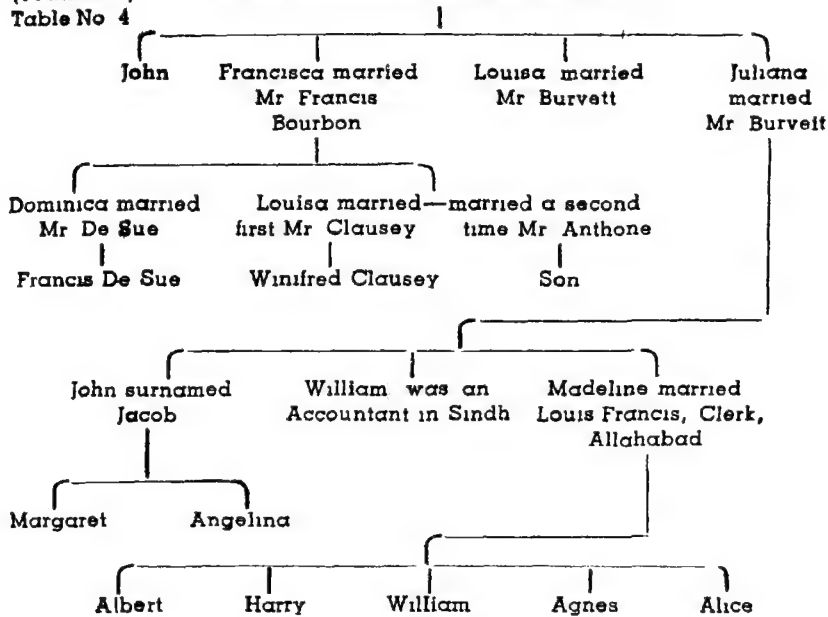 Table No 4
John
Francisca married
Mr Francis
Bourbon
Louisa married
Mr Burvett
Juliana
married
Mr Burveit
Dominica married
Mr De Sue
Francis De Sue
Louisa married—married a second
first Mr Clausey
time Mr Anthone
Winifred Clausey
Son
John surnamed
Jacob
William was an
Accountant in Sindh
Madeline married
Louis Francis, Clerk,
Allahabad
Margaret
Angelina
Albert
Harry
William
Agnes
Alice